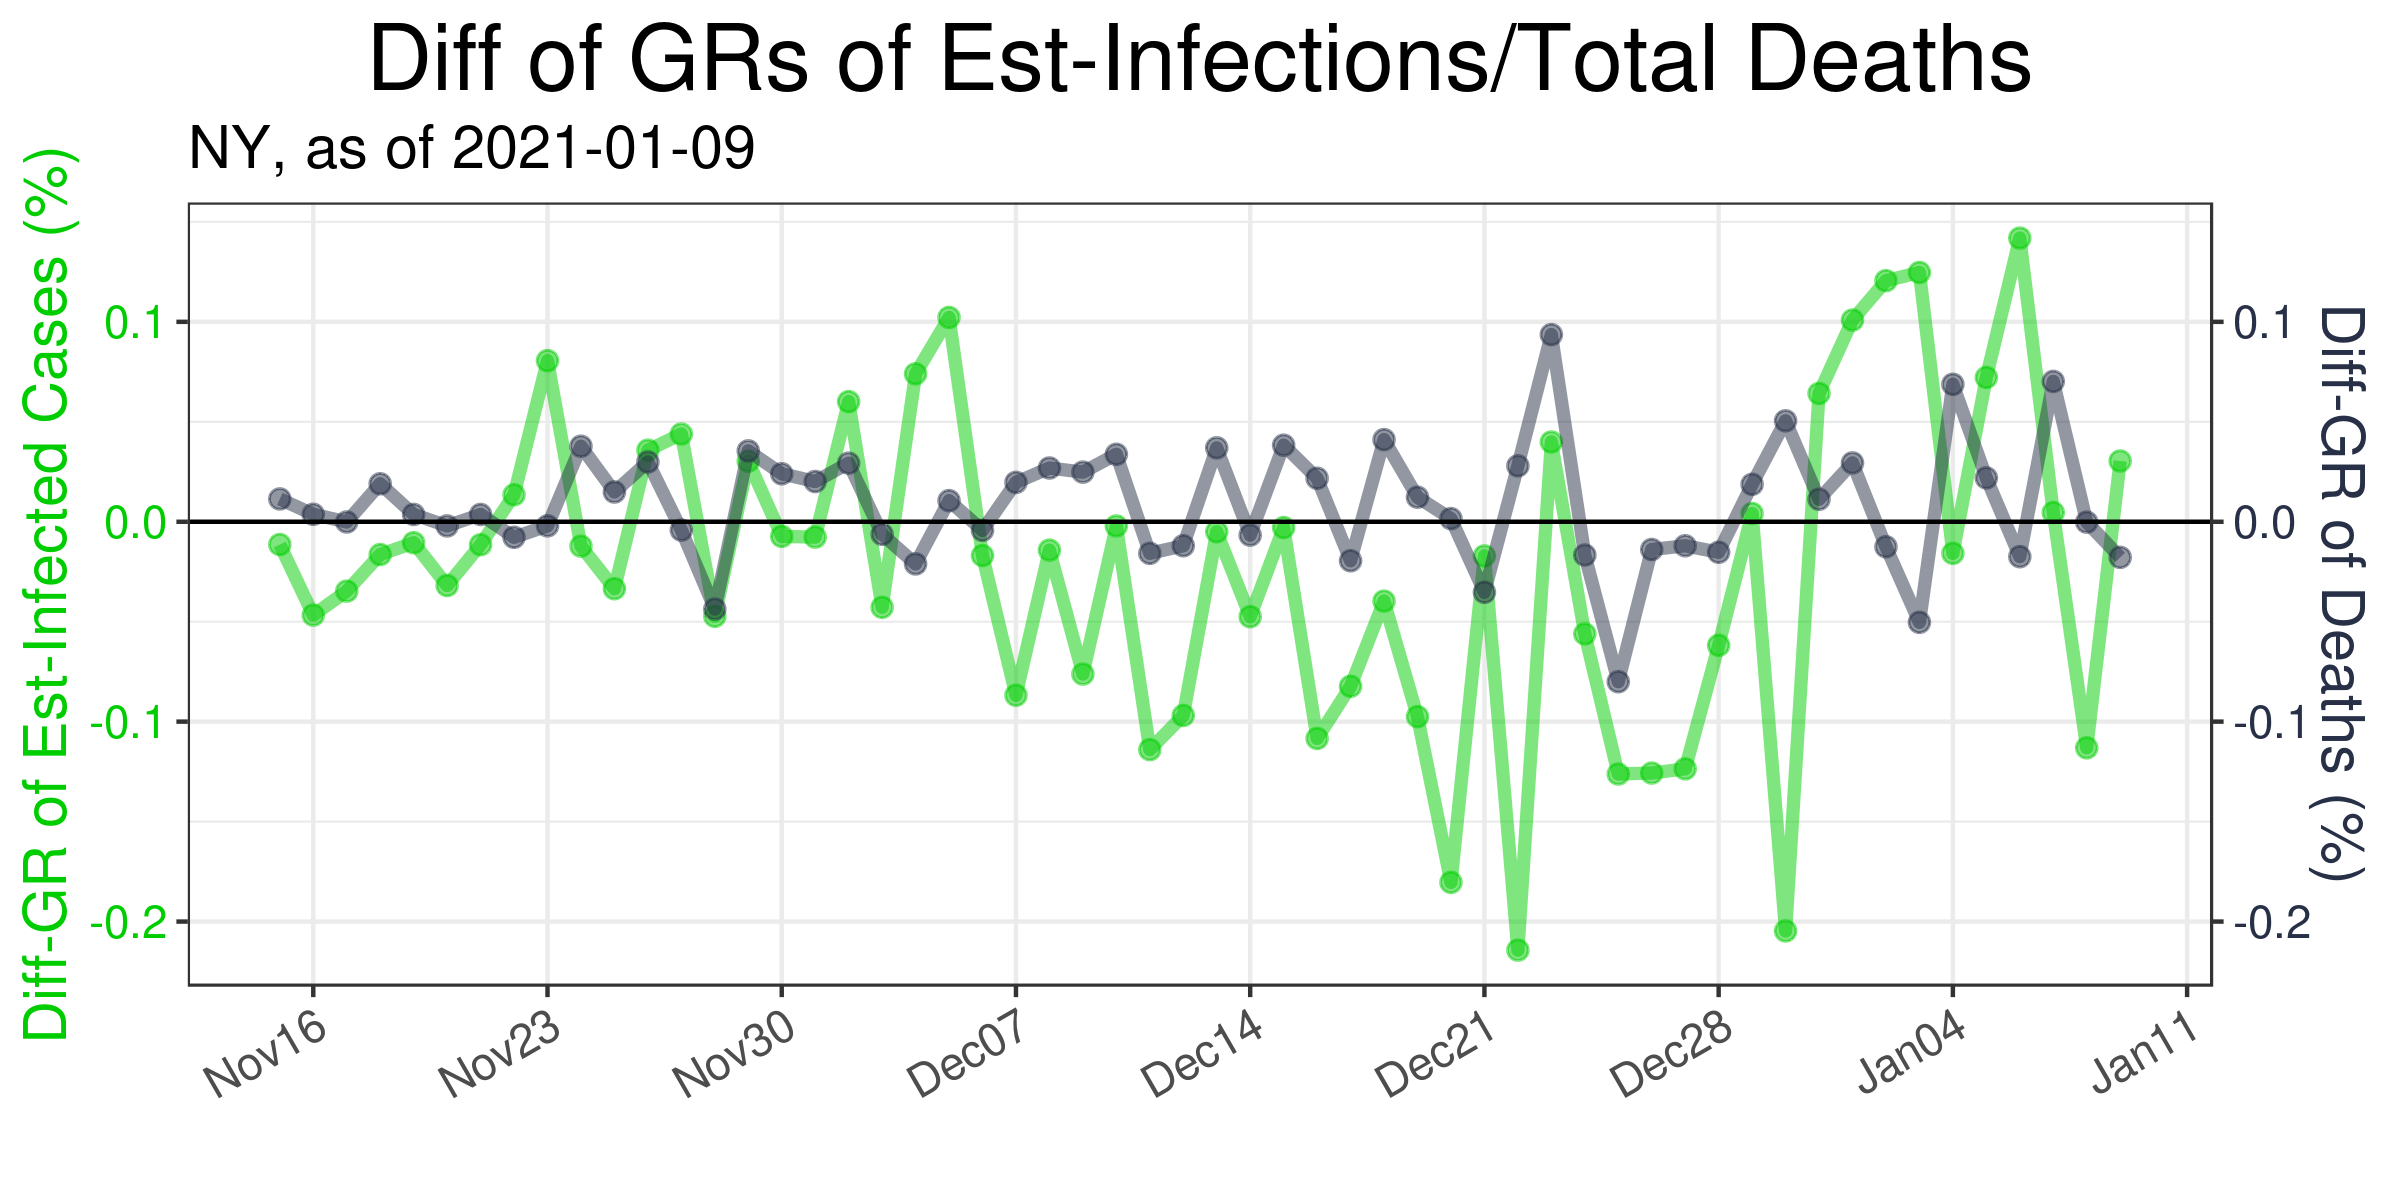 Diff of GRs of Est-Infections/Total Deaths
NY, as of 2021-01-09
Diff-GR of Est-Infected Cases (%)
0.1
0.0
-0.1
-0.2
0.1
0.0
-0.1
-0.2
Diff-GR of Deaths (%)
Nov16
Nov23
Nov30
Dec07
Dec14
Dec21
Dec28
Jan04
Jan11